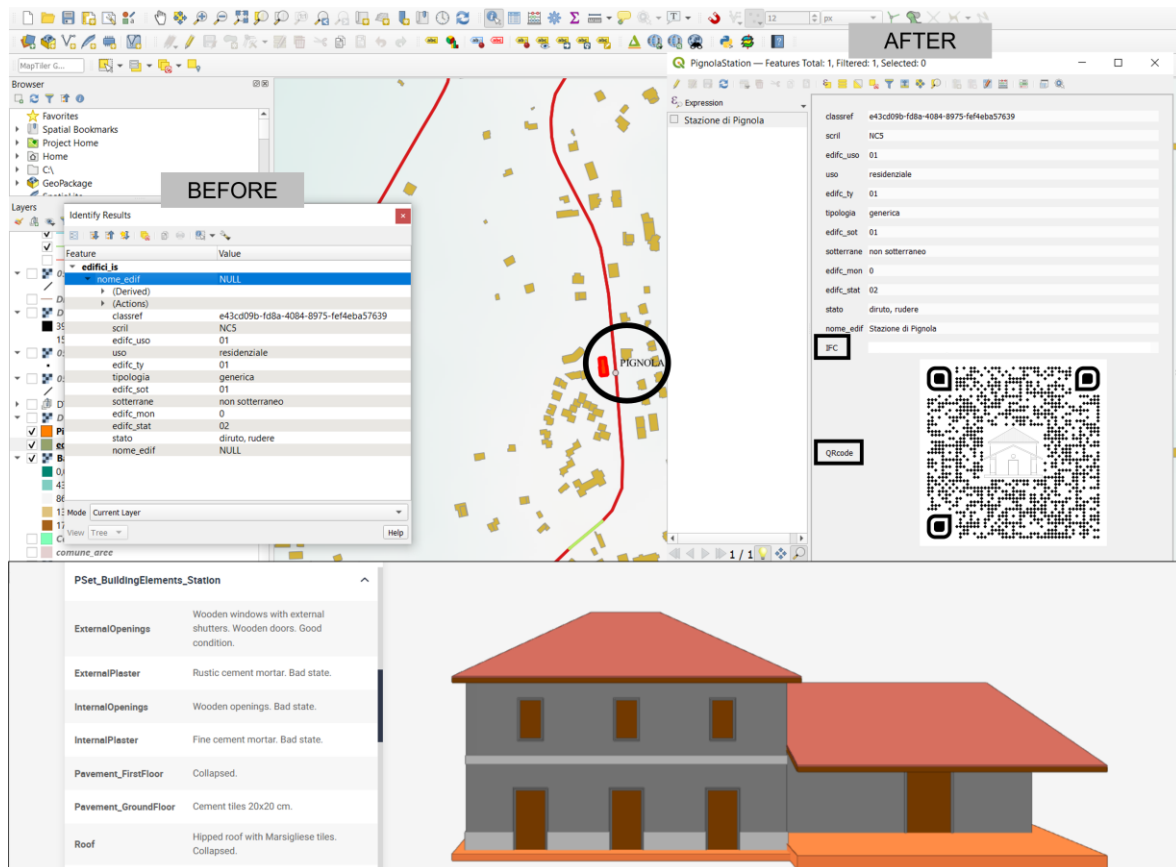 12
px
abc
MapTiler G...
Browser
Favorites
Spatial Bookmarks
Project Home
Home
C:\
GeoPackage
Layers
BEFORE
Identify Results
Feature Value
edifici_is
nome_edif NULL
(Derived)
(Actions)
classref e43cd09b-fd8a-4084-8975-fef4eba57639
scril NC5
edifc_uso 01
uso residenziale
edifc_ty 01
tipologia generica
edifc_sot 01
sotterrane non sotterraneo
edifc_mon 0
edifc_stat 02
stato diruto, rudere
nome_edif NULL
Mode Current Layer
View Tree
Help
comune_aree
PIGNOLA
AFTER
PignolaStation — Features Total: 1, Filtered: 1, Selected: 0
Expression
Stazione di Pignola
1 / 1
classref e43cd09b-fd8a-4084-8975-fef4eba57639
scril NC5
edifc_uso 01
uso residenziale
edifc_ty 01
tipologia generica
edifc_sot 01
sotterrane non sotterraneo
edifc_mon 0
edifc_stat 02
stato diruto, rudere
nome_edif Stazione di Pignola
IFC
QRcode
PSet_BuildingElements_Station
ExternalOpenings
Wooden windows with external
shutters. Wooden doors. Good
condition.
ExternalPlaster Rustic cement mortar. Bad state.
InternalOpenings Wooden openings. Bad state.
InternalPlaster Fine cement mortar. Bad state.
Pavement_FirstFloor Collapsed.
Pavement_GroundFloor Cement tiles 20x20 cm.
Roof
Hipped roof with Marsigliese tiles.
Collapsed.